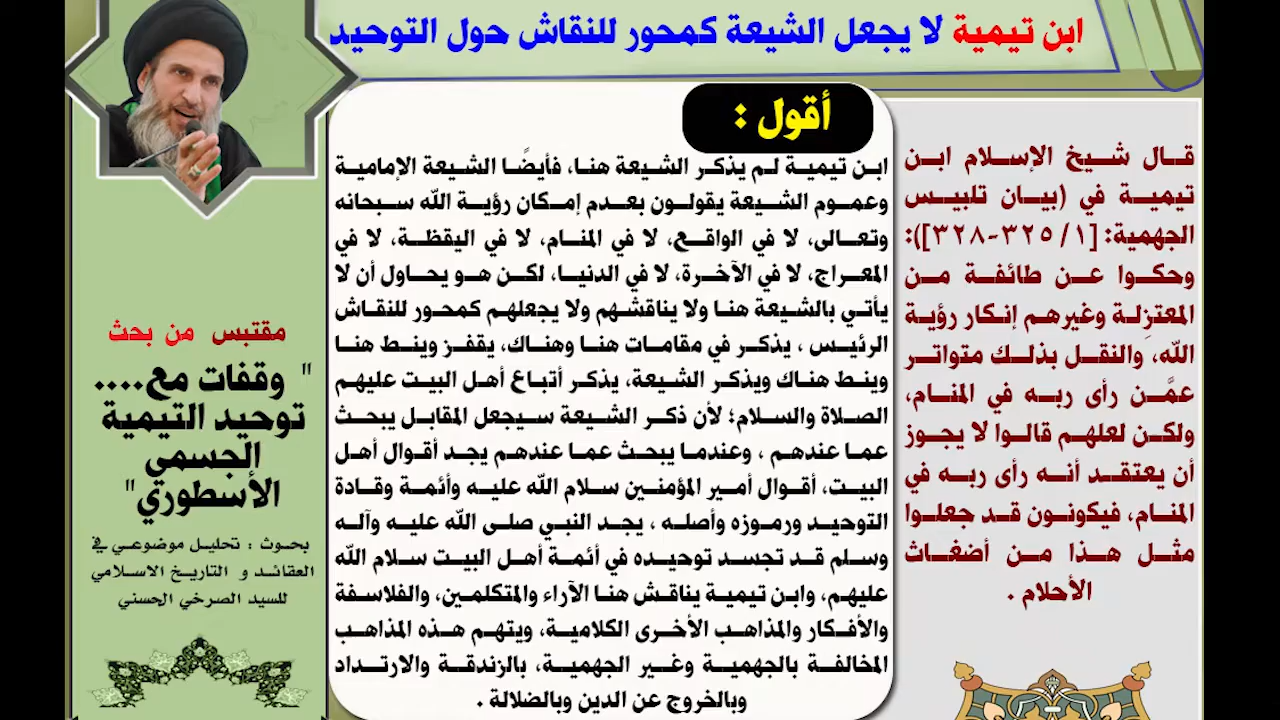 ابن تيمية لا يجعل الشيعة كمحور للنقاش حول التوحيد
قال شيخ الإسلام ابن
تيمية في (بيان تلبيس
الجهمية: [١/ ٣٢٥-٣٢٨]):
وحكوا عن طائفة من
المعتزِلة وغيرهم إنكار رؤية
الله، والنقل بذلك متواتر
عمَّن رأى ربه في المنام،
ولكن لعلهم قالوا لا يجوز
أن يعتقد أنه رأى ربه في
المنام، فيكونون قد جعلوا
مثل هذا من أضغاث
الأحلام .
أقول :
ابن تيمية لم يذكر الشيعة هنا، فأيضًا الشيعة الإمامية
وعموم الشيعة يقولون بعدم إمكان رؤية الله سبحانه
وتعالى، لا في الواقع، لا في المنام، لا في اليقظة، لا في
المعراج، لا في الآخرة، لا في الدنيا، لكن هو يحاول أن لا
يأتي بالشيعة هنا ولا يناقشهم ولا يجعلهم كمحور للنقاش
الرئيس ، يذكر في مقامات هنا وهناك، يقفز وينط هنا
وينط هناك ويذكر الشيعة، يذكر أتباع أهل البيت عليهم
الصلاة والسلام؛ لأن ذكر الشيعة سيجعل المقابل يبحث
عما عندهم ، وعندما يبحث عما عندهم يجد أقوال أهل
البيت، أقوال أمير المؤمنين سلام الله عليه وأئمة وقادة
التوحيد ورموزه وأصله ، يجد النبي صلى الله عليه وآله
وسلم قد تجسد توحيده في أئمة أهل البيت سلام الله
عليهم، وابن تيمية يناقش هنا الآراء والمتكلمين، والفلاسفة
والأفكار والمذاهب الأخرى الكلامية، ويتهم هذه المذاهب
المخالفة بالجهمية وغير الجهمية، بالزندقة والارتداد
وبالخروج عن الدين وبالضلالة .
مقتبس من بحث
" وقفات مع....
توحيد التيمية
الجسمي
الأسطوري"
بحوث : تحليل موضوعي في
العقائد و التاريخ الاسلامي
للسيد الصرخي الحسني